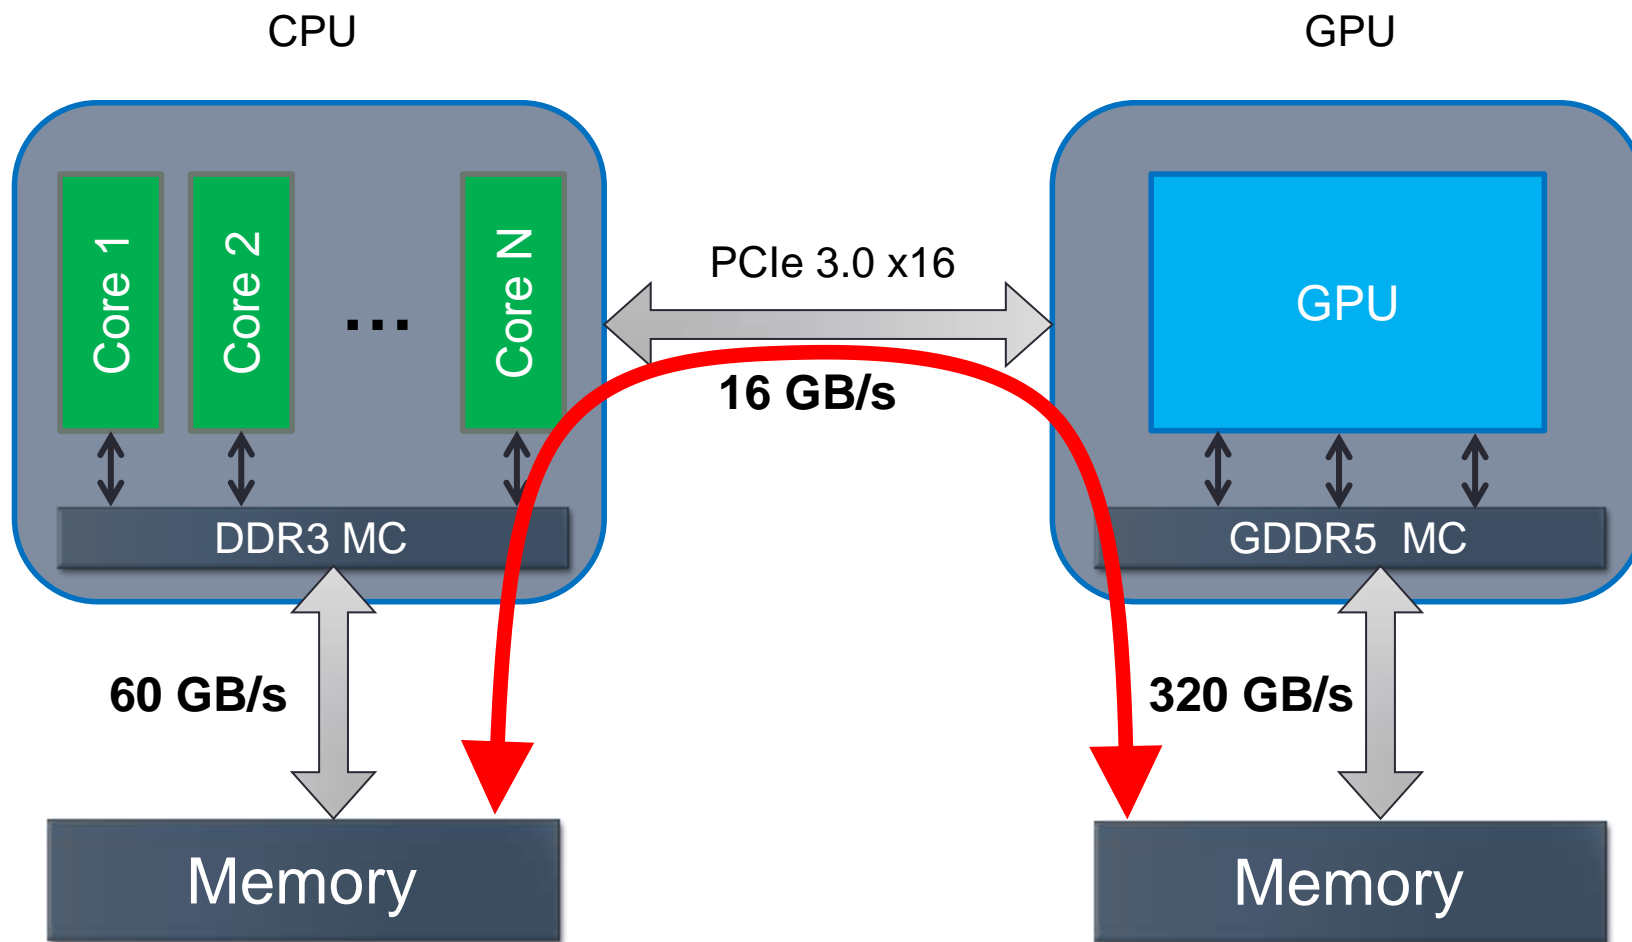 CPU
GPU
Core 1
Core 2
...
Core N
PCIe 3.0 x16
16 GB/s
GPU
DDR3 MC
GDDR5 MC
60 GB/s
320 GB/s
Memory
Memory